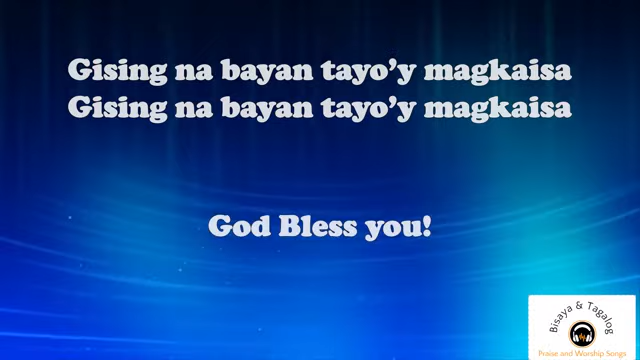 Gising na bayan tayo’y magkaisa
Gising na bayan tayo’y magkaisa
God Bless you!
Bisaya & Tagalog
Praise and Worship Songs